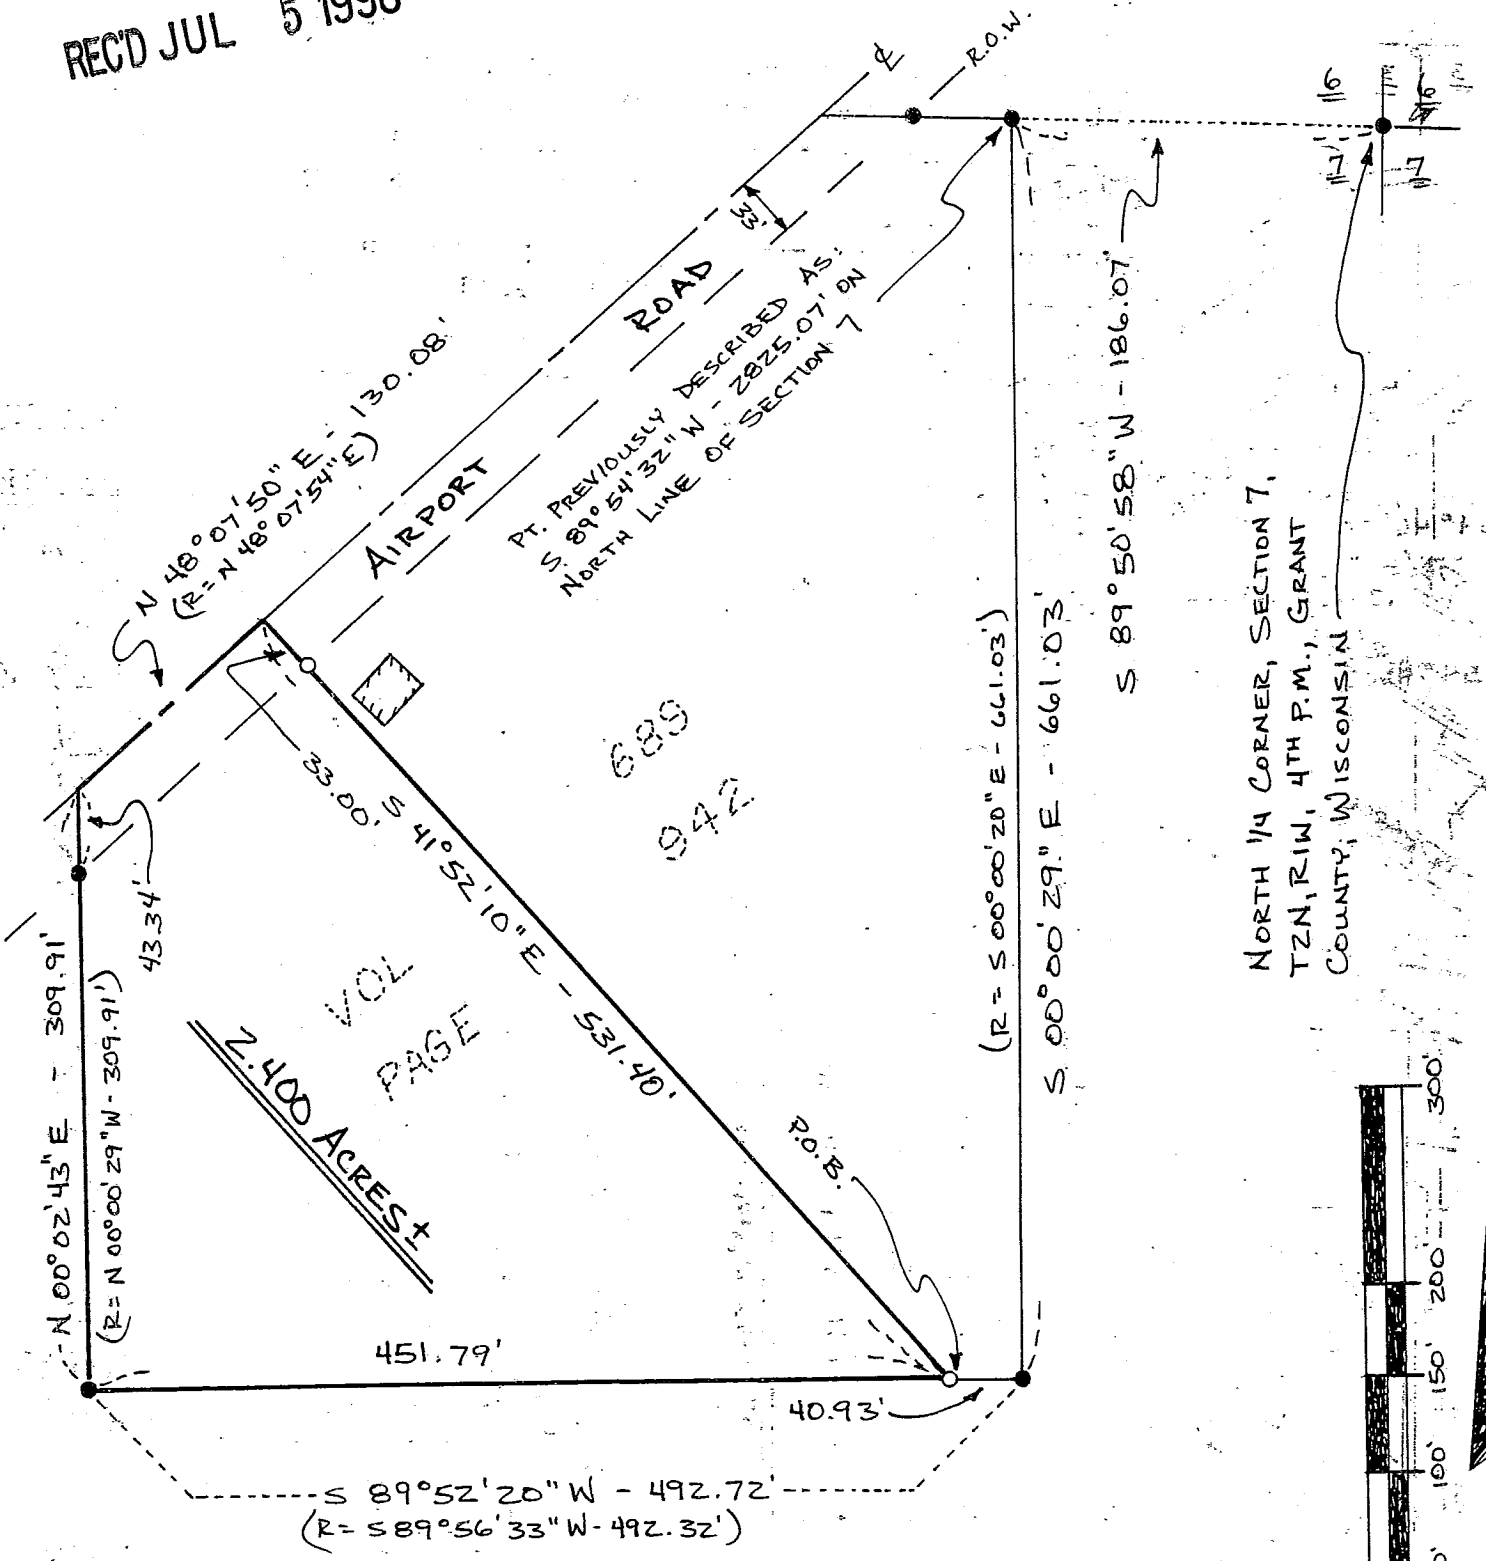 REC'D JUL 5 1996
℄
R.O.W.
6
6
7
7
33'
AIRPORT ROAD
PT. PREVIOUSLY DESCRIBED AS:
S. 89°54'32" W - 2825.07' ON
NORTH LINE OF SECTION 7
N 48°07'50" E - 130.08'
(R= N 48°07'54" E)
S 89°50'58" W - 186.07'
NORTH 1/4 CORNER, SECTION 7,
T2N, R1W, 4TH P.M., GRANT
COUNTY, WISCONSIN
(R= S 00°00'20" E - 661.03')
S 00°00'29" E - 661.03'
33.00'
S 41°52'10" E - 531.40'
689
942
VOL
PAGE
43.34'
N 00°02'43" E - 309.91'
(R= N 00°00'29" W - 309.91')
2.400 ACRES±
P.O.B.
451.79'
40.93'
S 89°52'20" W - 492.72'
(R= S 89°56'33" W - 492.32')
300'
200'
150'
100'